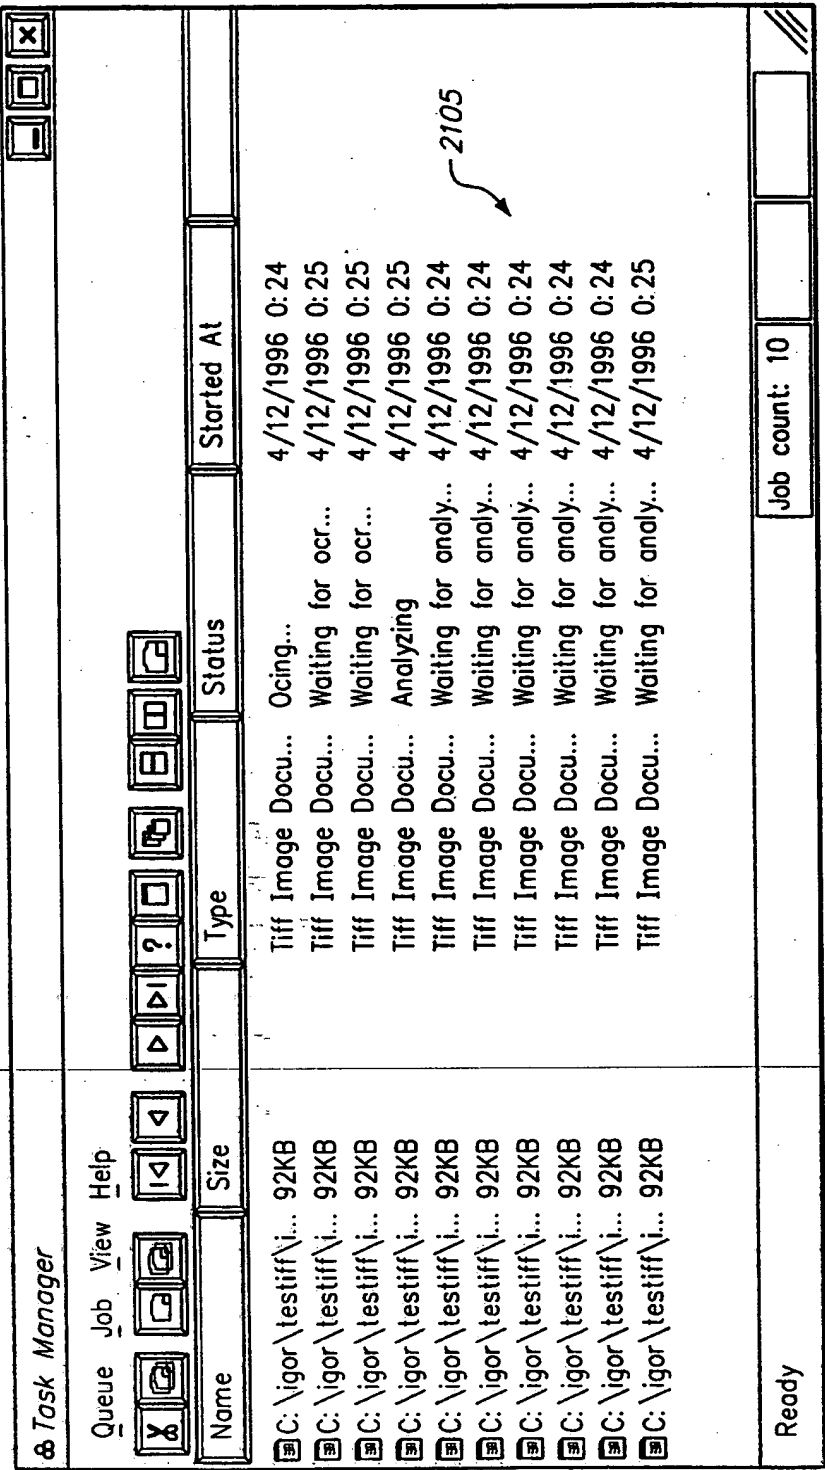 Task Manager
Queue Job View Help
?
Name Size Type Status Started At
C: \igor\testiff\i... 92KB Tiff Image Docu... Ocing... 4/12/1996 0:24
C: \igor\testiff\i... 92KB Tiff Image Docu... Waiting for ocr... 4/12/1996 0:25
C: \igor\testiff\i... 92KB Tiff Image Docu... Waiting for ocr... 4/12/1996 0:25
C: \igor\testiff\i... 92KB Tiff Image Docu... Analyzing 4/12/1996 0:25
C: \igor\testiff\i... 92KB Tiff Image Docu... Waiting for analy... 4/12/1996 0:24
C: \igor\testiff\i... 92KB Tiff Image Docu... Waiting for analy... 4/12/1996 0:24
C: \igor\testiff\i... 92KB Tiff Image Docu... Waiting for analy... 4/12/1996 0:24
C: \igor\testiff\i... 92KB Tiff Image Docu... Waiting for analy... 4/12/1996 0:24
C: \igor\testiff\i... 92KB Tiff Image Docu... Waiting for analy... 4/12/1996 0:24
C: \igor\testiff\i... 92KB Tiff Image Docu... Waiting for analy... 4/12/1996 0:25
2105
Ready Job count: 10